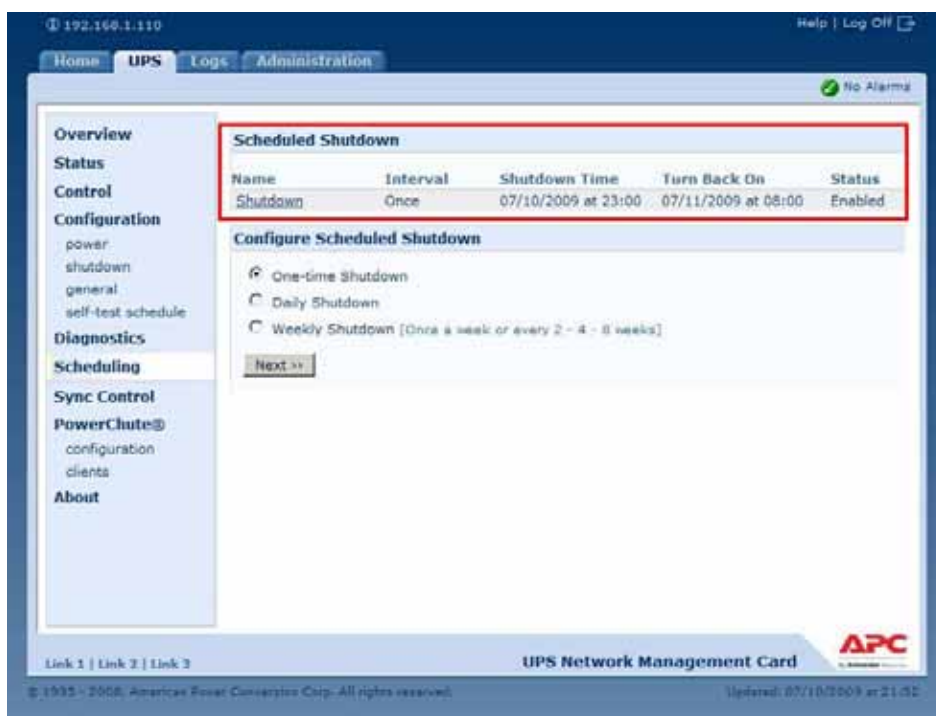 192.168.1.110
Help | Log Off
Home UPS Logs Administration
No Alarms
Overview
Status
Control
Configuration
power
shutdown
general
self-test schedule
Diagnostics
Scheduling
Sync Control
PowerChute®
configuration
clients
About
Scheduled Shutdown
Name Interval Shutdown Time Turn Back On Status
Shutdown Once 07/10/2009 at 23:00 07/11/2009 at 08:00 Enabled
Configure Scheduled Shutdown
One-time Shutdown
Daily Shutdown
Weekly Shutdown [Once a week or every 2 - 4 - 8 weeks]
Next >>
Link 1 | Link 2 | Link 3
UPS Network Management Card
APC
© 1995 - 2008, American Power Conversion Corp. All rights reserved.
Updated: 07/10/2009 at 21:52